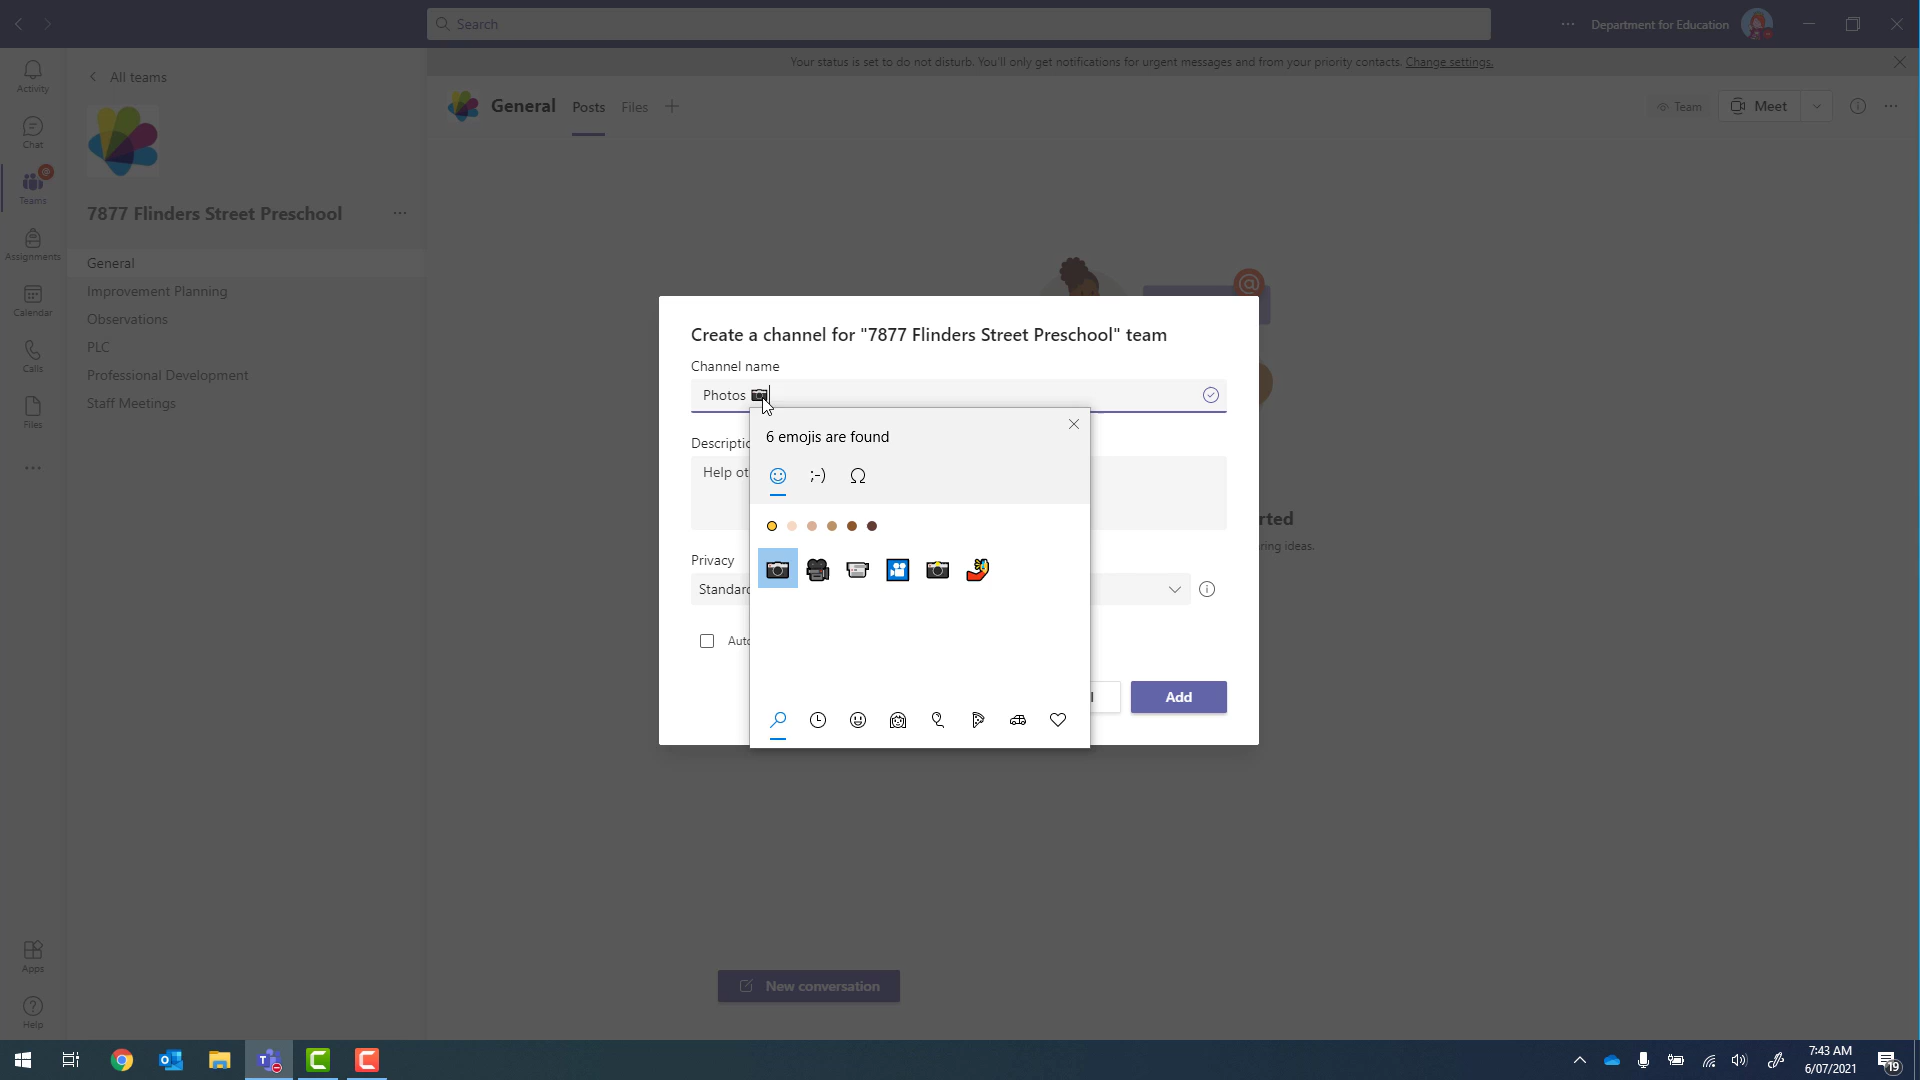 Search
Department for Education
Your status is set to do not disturb. You'll only get notifications for urgent messages and from your priority contacts. Change settings.
Activity
Chat
Teams
Assignments
Calendar
Calls
Files
Apps
Help
All teams
7877 Flinders Street Preschool
General
Improvement Planning
Observations
PLC
Professional Development
Staff Meetings
General Posts Files
Team
Meet
Create a channel for "7877 Flinders Street Preschool" team
Channel name
Photos 📷
Descriptio
Help ot
6 emojis are found
;-) Ω
Privacy
Standard
Auto
Add
rted
ring ideas.
New conversation
7:43 AM
6/07/2021
19